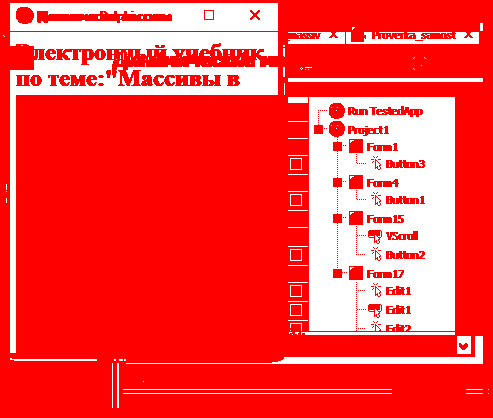 massiv
Proverka_samost
Электронный учебник
по теме:"Массивы в
Run TestedApp
Project1
Form1
Button3
Form4
Button1
Form15
VScroll
Button2
Form17
Edit1
Edit1
Edit2